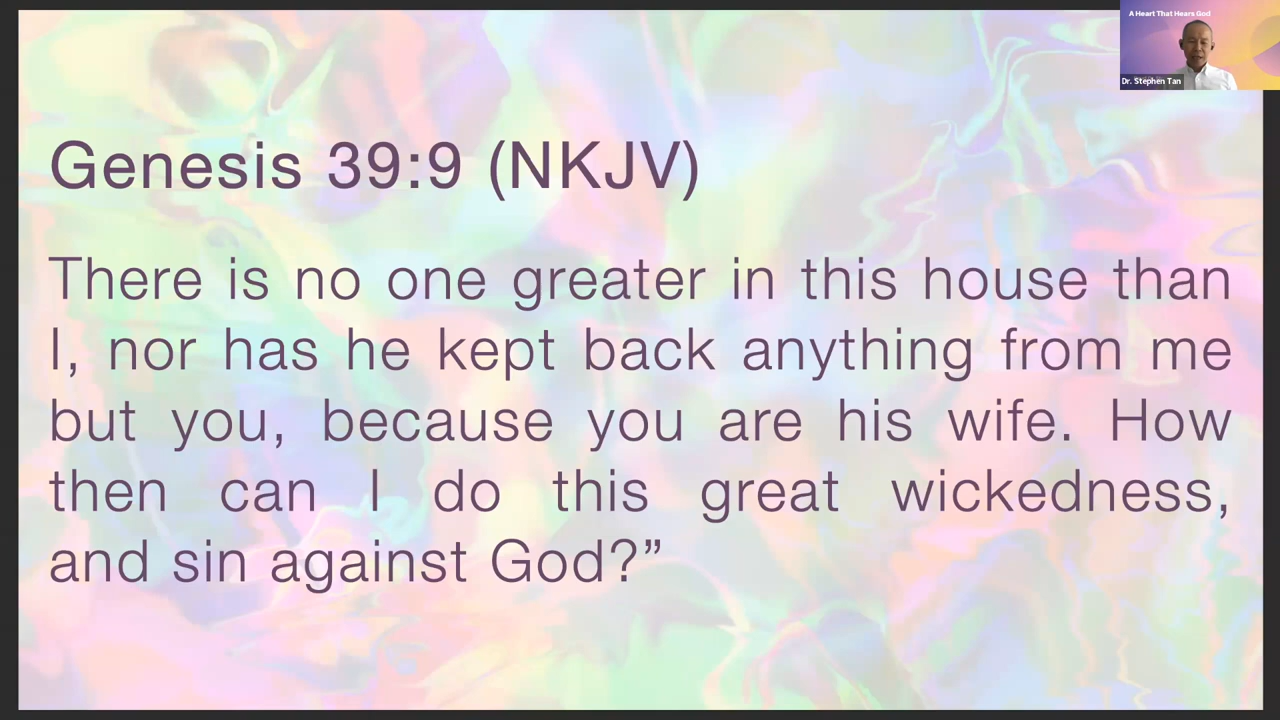 A Heart That Hears God
Dr. Stephen Tan
Genesis 39:9 (NKJV)
There is no one greater in this house than
I, nor has he kept back anything from me
but you, because you are his wife. How
then can I do this great wickedness,
and sin against God?”